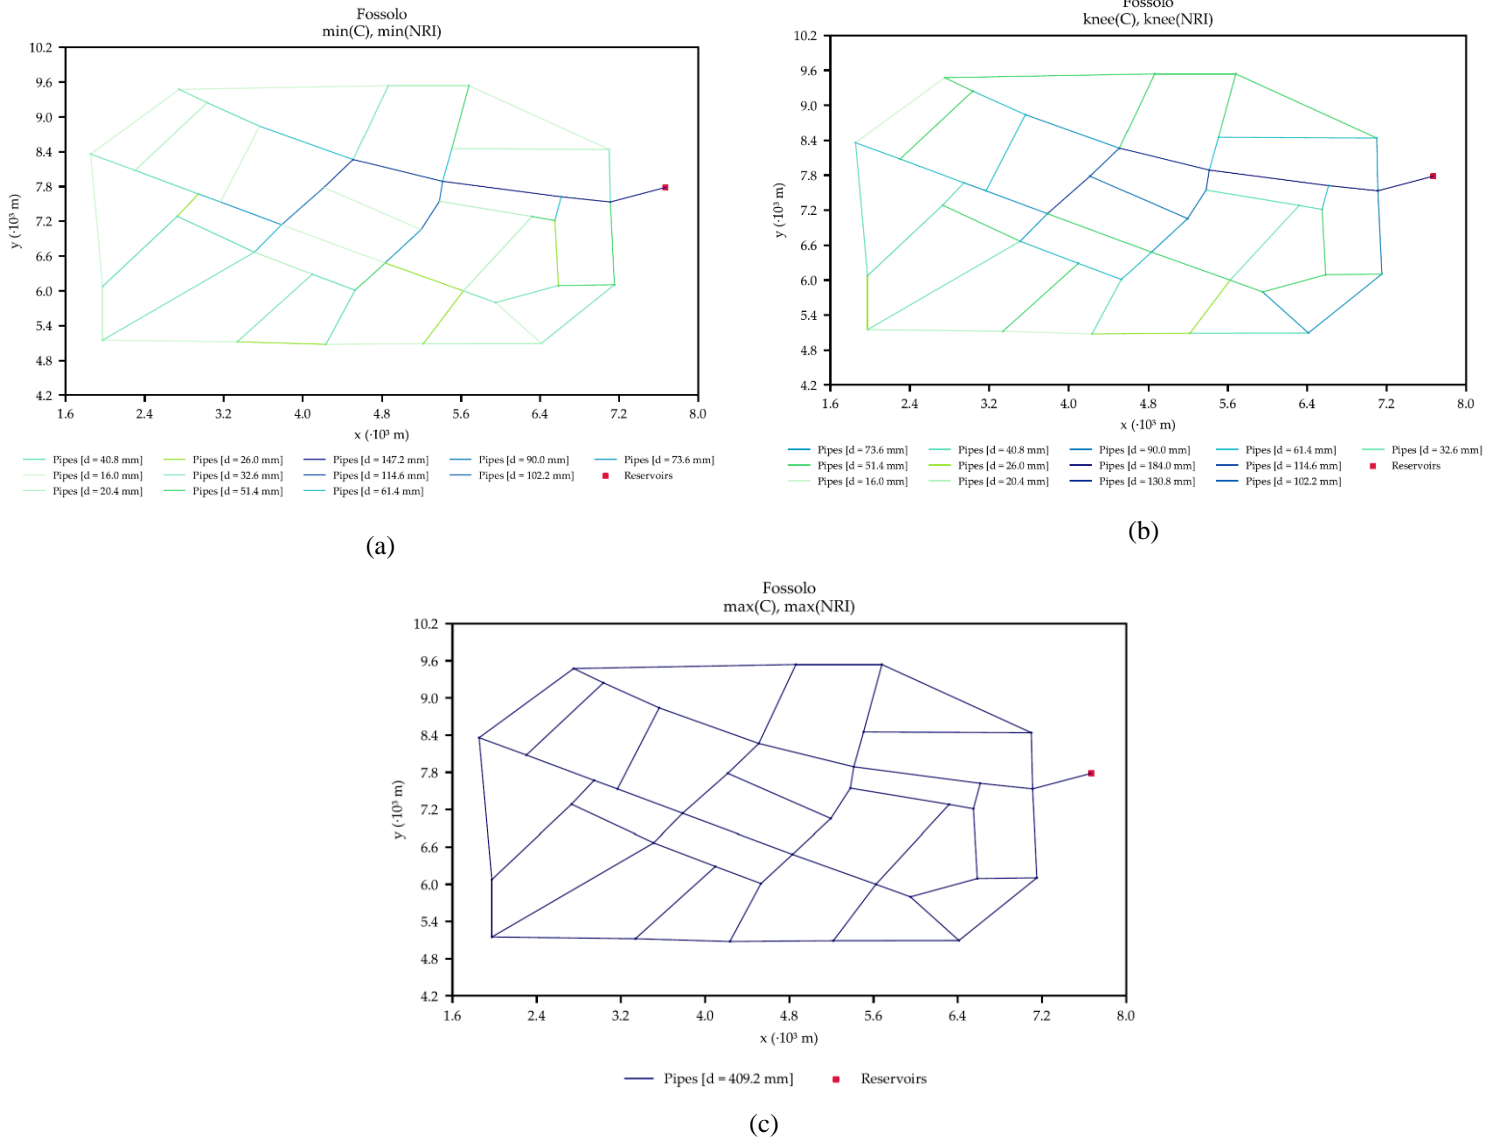 Fossolo
min(C), min(NRI)
10.2
9.6
9.0
8.4
7.8
7.2
6.6
6.0
5.4
4.8
4.2
y (·10³ m)
1.6 2.4 3.2 4.0 4.8 5.6 6.4 7.2 8.0
x (·10³ m)
Pipes [d = 40.8 mm] Pipes [d = 26.0 mm] Pipes [d = 147.2 mm] Pipes [d = 90.0 mm] Pipes [d = 73.6 mm]
Pipes [d = 16.0 mm] Pipes [d = 32.6 mm] Pipes [d = 114.6 mm] Pipes [d = 102.2 mm] Reservoirs
Pipes [d = 20.4 mm] Pipes [d = 51.4 mm] Pipes [d = 61.4 mm]
(a)
Fossolo
knee(C), knee(NRI)
10.2
9.6
9.0
8.4
7.8
7.2
6.6
6.0
5.4
4.8
4.2
y (·10³ m)
1.6 2.4 3.2 4.0 4.8 5.6 6.4 7.2 8.0
x (·10³ m)
Pipes [d = 73.6 mm] Pipes [d = 40.8 mm] Pipes [d = 90.0 mm] Pipes [d = 61.4 mm] Pipes [d = 32.6 mm]
Pipes [d = 51.4 mm] Pipes [d = 26.0 mm] Pipes [d = 184.0 mm] Pipes [d = 114.6 mm] Reservoirs
Pipes [d = 16.0 mm] Pipes [d = 20.4 mm] Pipes [d = 130.8 mm] Pipes [d = 102.2 mm]
(b)
Fossolo
max(C), max(NRI)
10.2
9.6
9.0
8.4
7.8
7.2
6.6
6.0
5.4
4.8
4.2
y (·10³ m)
1.6 2.4 3.2 4.0 4.8 5.6 6.4 7.2 8.0
x (·10³ m)
Pipes [d = 409.2 mm] Reservoirs
(c)